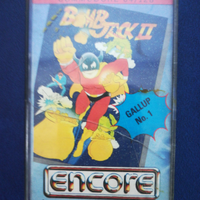 BOMB
JACK II
GALLUP
No. 1
ENCORE